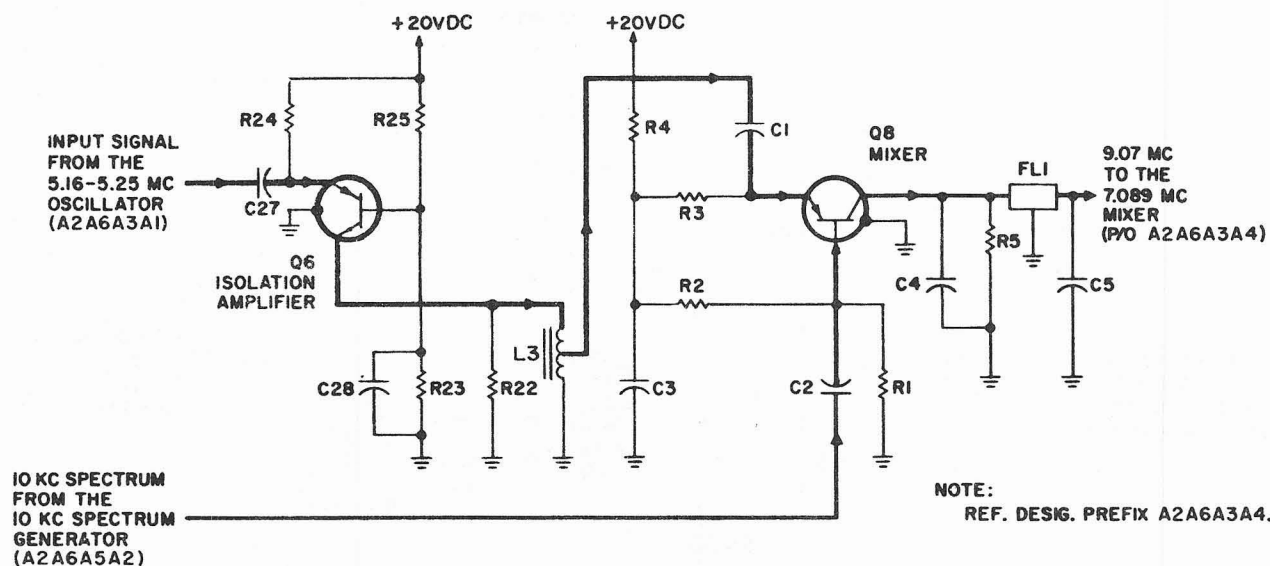 +20VDC
+20VDC
R24
R25
R4
C1
Q8
MIXER
INPUT SIGNAL
FROM THE
5.16-5.25 MC
OSCILLATOR
(A2A6A3A1)
C27
R3
FL1
9.07 MC
TO THE
7.089 MC
MIXER
(P/O A2A6A3A4)
R5
Q6
ISOLATION
AMPLIFIER
R2
C4
C5
L3
C28
R23
R22
C3
C2
R1
10 KC SPECTRUM
FROM THE
10 KC SPECTRUM
GENERATOR
(A2A6A5A2)
NOTE:
REF. DESIG. PREFIX A2A6A3A4.